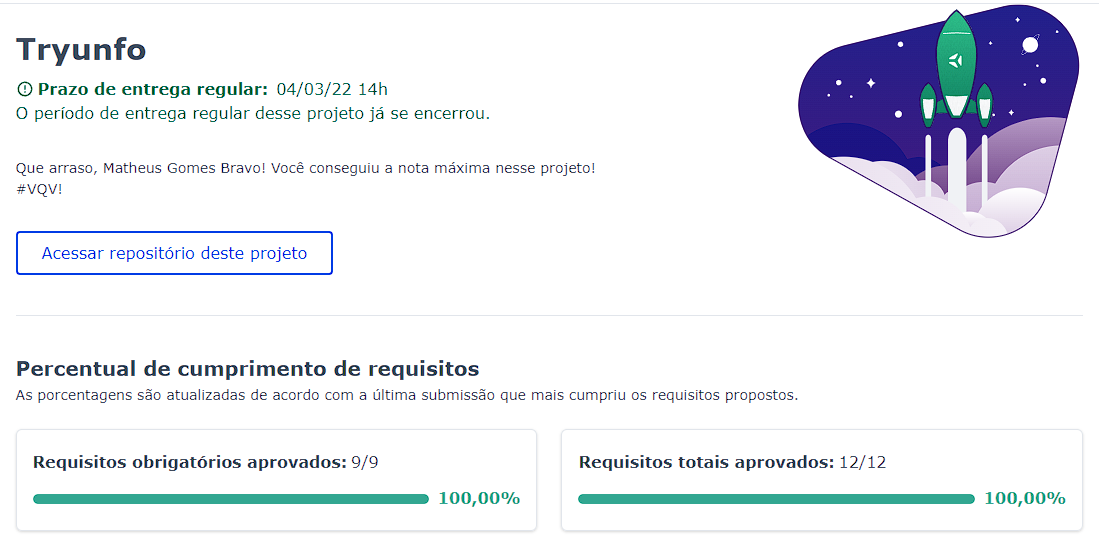 Tryunfo
Prazo de entrega regular: 04/03/22 14h
O período de entrega regular desse projeto já se encerrou.
Que arraso, Matheus Gomes Bravo! Você conseguiu a nota máxima nesse projeto!
#VQV!
Acessar repositório deste projeto
Percentual de cumprimento de requisitos
As porcentagens são atualizadas de acordo com a última submissão que mais cumpriu os requisitos propostos.
Requisitos obrigatórios aprovados: 9/9
100,00%
Requisitos totais aprovados: 12/12
100,00%